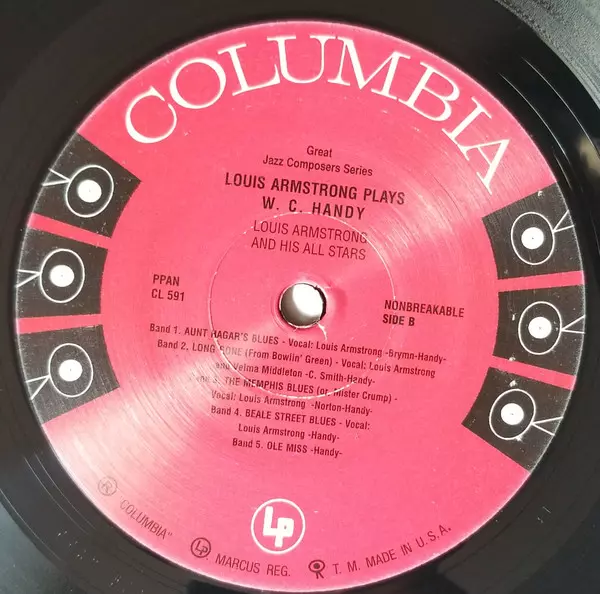 COLUMBIA
Great
Jazz Composers Series
LOUIS ARMSTRONG PLAYS
W. C. HANDY
LOUIS ARMSTRONG
AND HIS ALL STARS
PPAN
CL 591
NONBREAKABLE
SIDE B
Band 1. AUNT HAGAR'S BLUES - Vocal: Louis Armstrong -Brymn-Handy-
Band 2. LONG GONE (From Bowlin' Green) - Vocal: Louis Armstrong
and Velma Middleton -C. Smith-Handy-
3. THE MEMPHIS BLUES (or, Mister Crump) -
Vocal: Louis Armstrong -Norton-Handy-
Band 4. BEALE STREET BLUES - Vocal:
Louis Armstrong -Handy-
Band 5. OLE MISS -Handy-
LP
® "COLUMBIA" LP. MARCUS REG. T. M. MADE IN U.S.A.